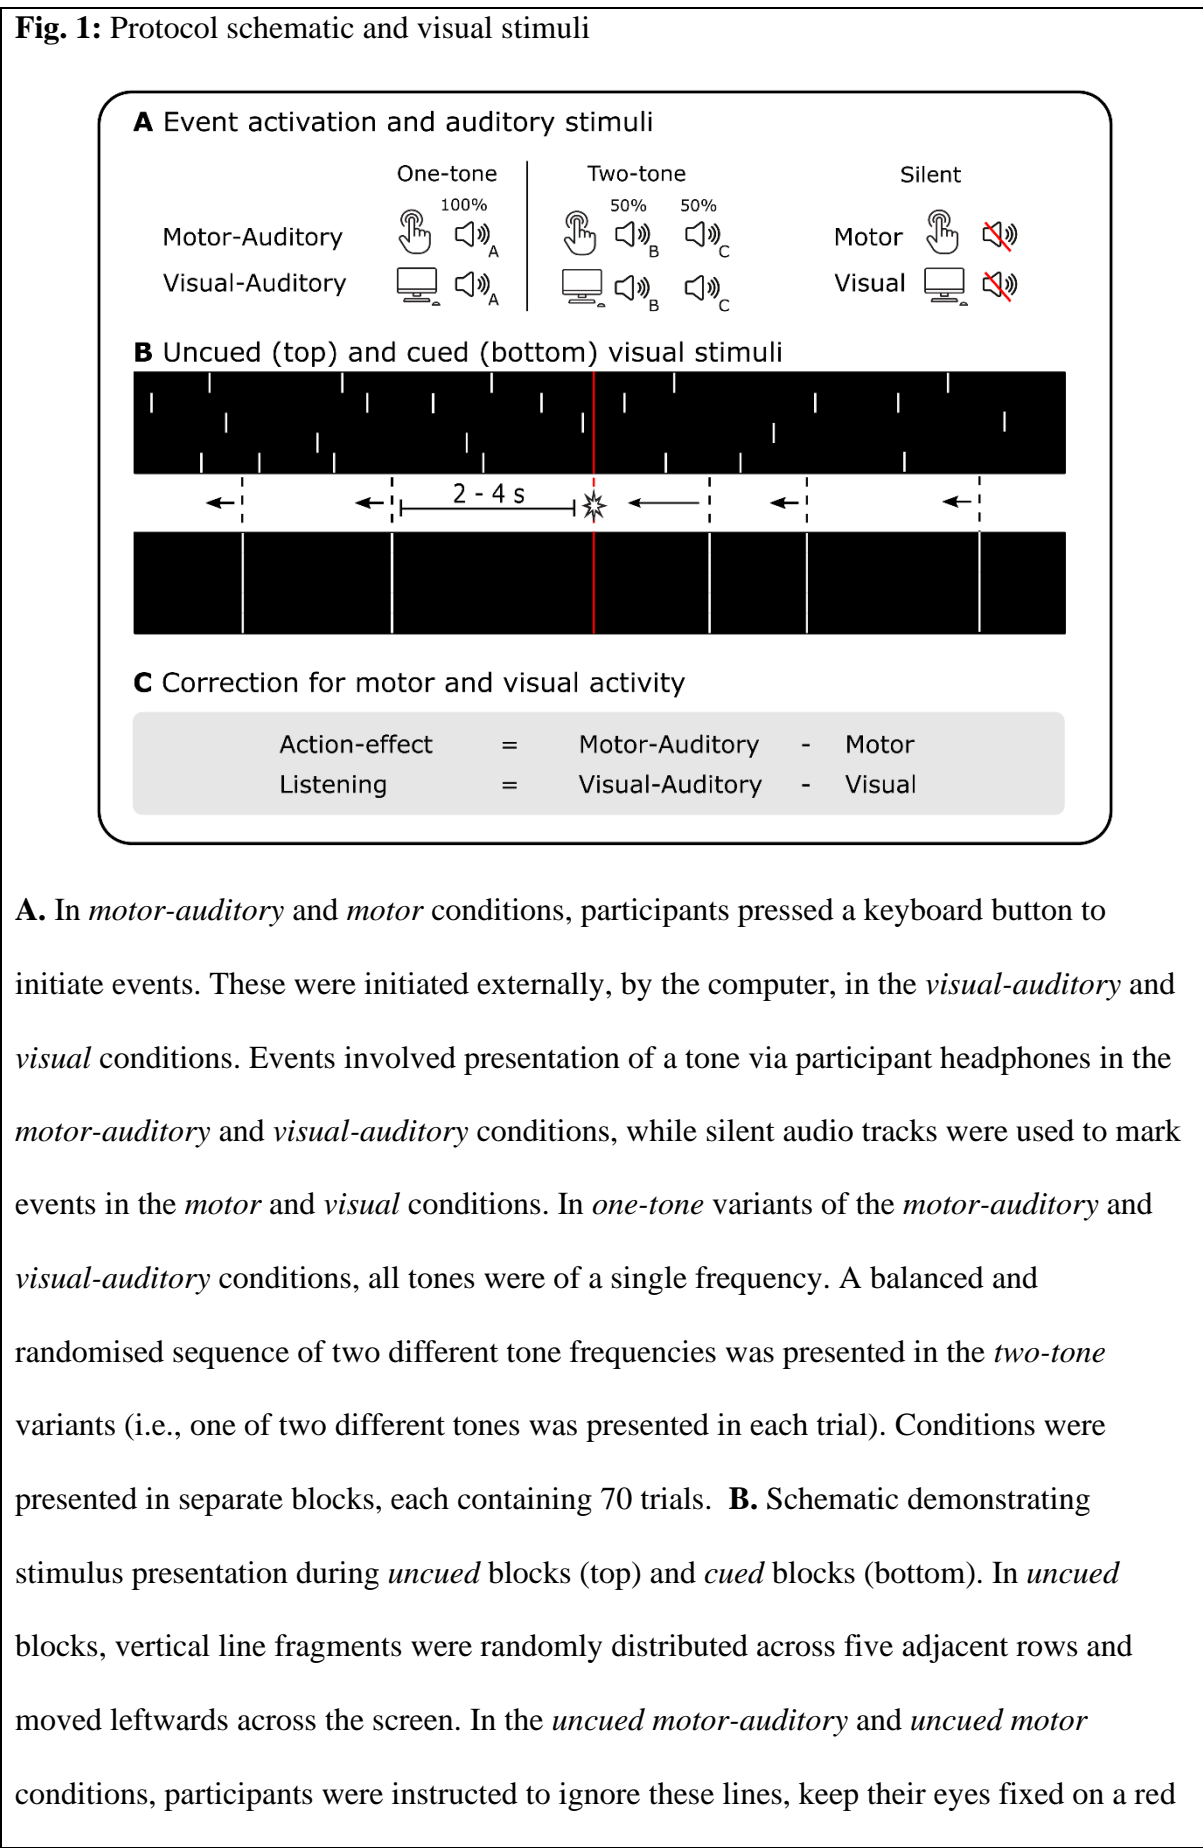 Fig. 1: Protocol schematic and visual stimuli
A Event activation and auditory stimuli
One-tone Two-tone Silent
100% 50% 50%
Motor-Auditory A B C Motor
Visual-Auditory A B C Visual
B Uncued (top) and cued (bottom) visual stimuli
2 - 4 s
C Correction for motor and visual activity
Action-effect = Motor-Auditory - Motor
Listening = Visual-Auditory - Visual
A. In motor-auditory and motor conditions, participants pressed a keyboard button to
initiate events. These were initiated externally, by the computer, in the visual-auditory and
visual conditions. Events involved presentation of a tone via participant headphones in the
motor-auditory and visual-auditory conditions, while silent audio tracks were used to mark
events in the motor and visual conditions. In one-tone variants of the motor-auditory and
visual-auditory conditions, all tones were of a single frequency. A balanced and
randomised sequence of two different tone frequencies was presented in the two-tone
variants (i.e., one of two different tones was presented in each trial). Conditions were
presented in separate blocks, each containing 70 trials. B. Schematic demonstrating
stimulus presentation during uncued blocks (top) and cued blocks (bottom). In uncued
blocks, vertical line fragments were randomly distributed across five adjacent rows and
moved leftwards across the screen. In the uncued motor-auditory and uncued motor
conditions, participants were instructed to ignore these lines, keep their eyes fixed on a red